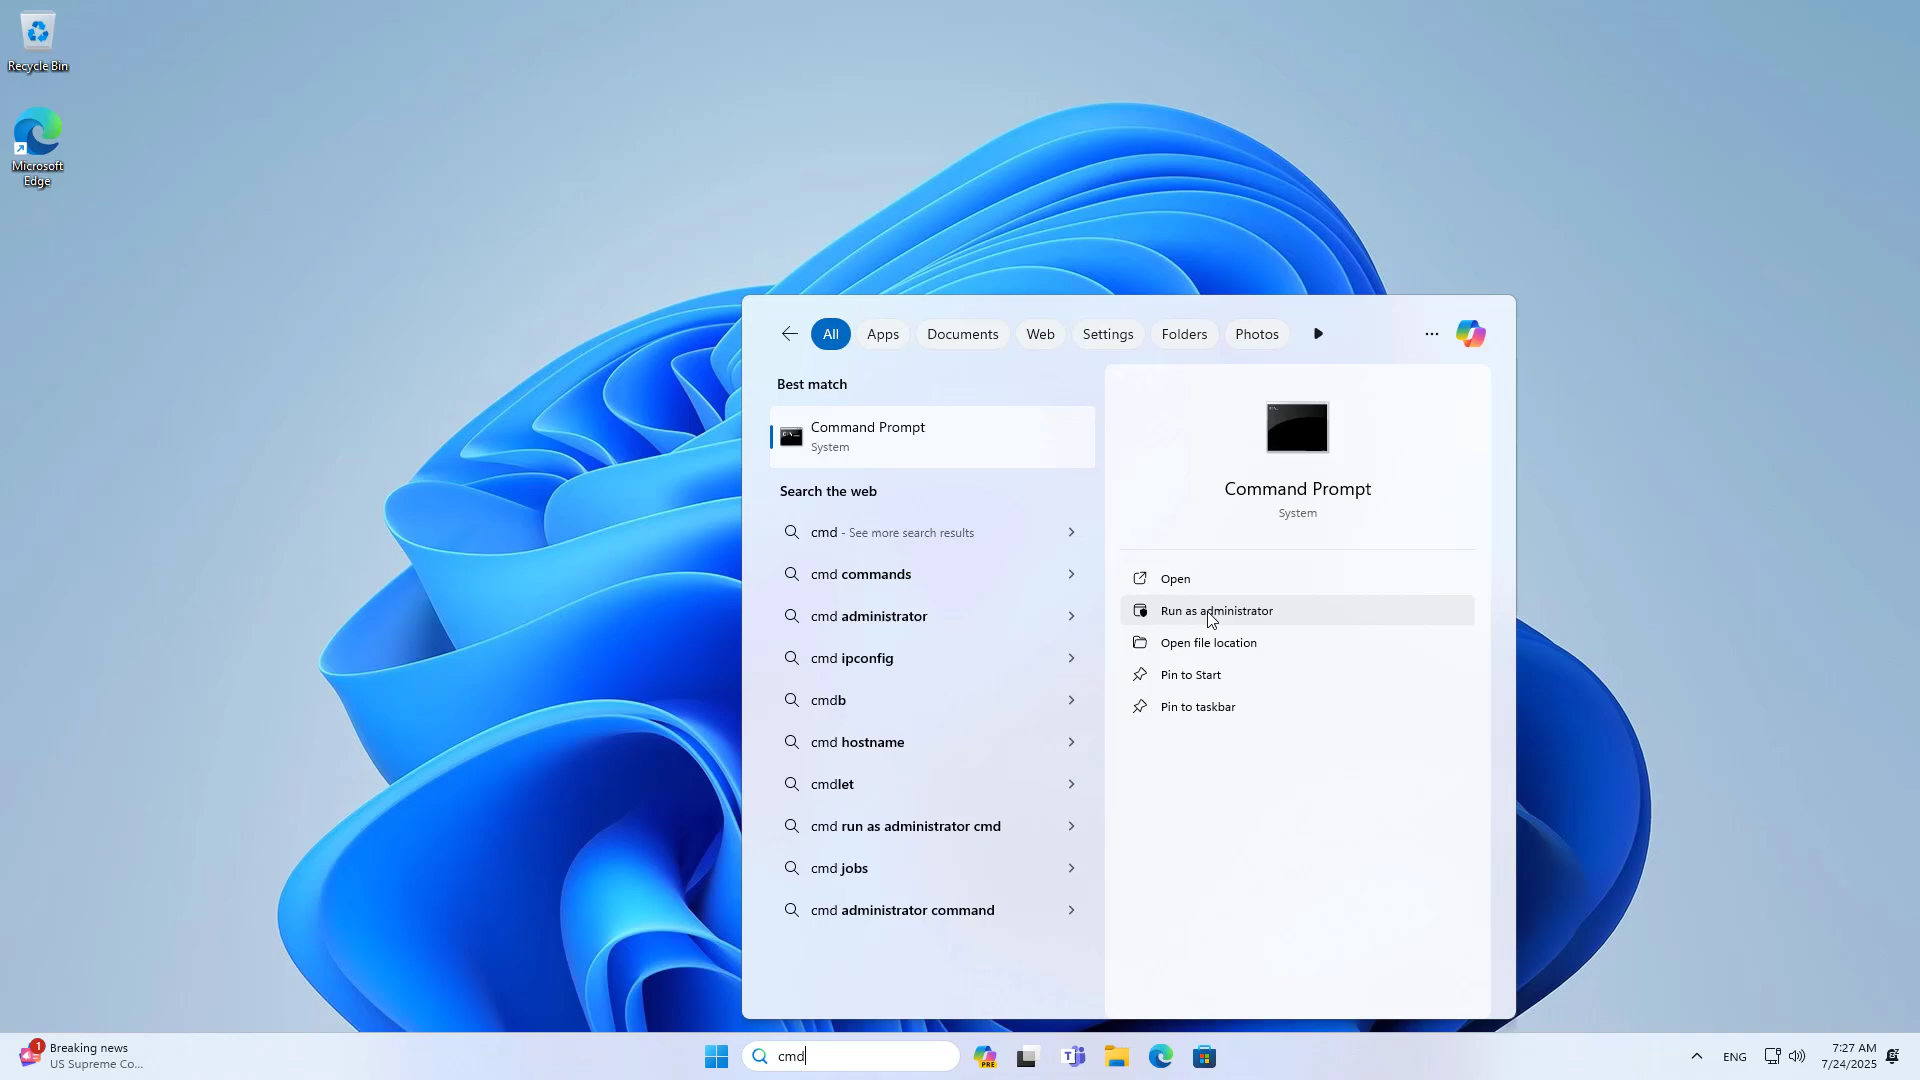 Recycle Bin
Microsoft
Edge
All
Apps
Documents
Web
Settings
Folders
Photos
Best match
Command Prompt
System
Search the web
cmd - See more search results
cmd commands
cmd administrator
cmd ipconfig
cmdb
cmd hostname
cmdlet
cmd run as administrator cmd
cmd jobs
cmd administrator command
Command Prompt
System
Open
Run as administrator
Open file location
Pin to Start
Pin to taskbar
1
Breaking news
US Supreme Co...
cmd
PRE
T
ENG
7:27 AM
7/24/2025